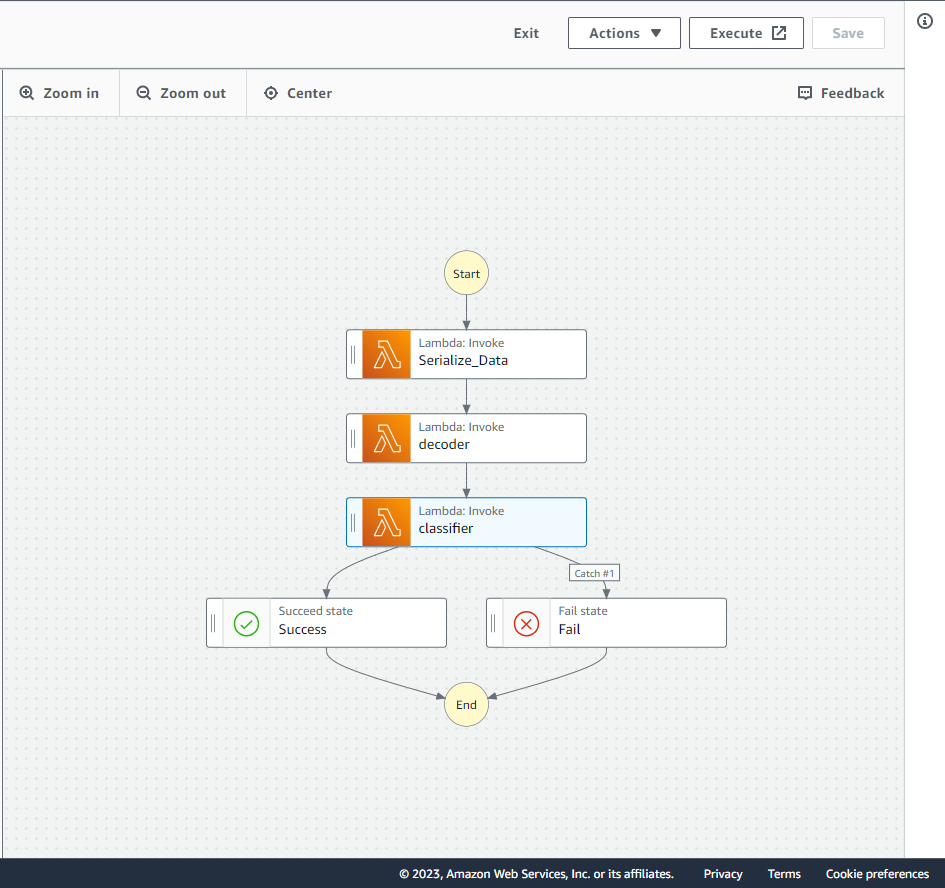 Exit Actions Execute Save
Zoom in Zoom out Center Feedback
Start
Lambda: Invoke
Serialize_Data
Lambda: Invoke
decoder
Lambda: Invoke
classifier
Catch #1
Succeed state
Success
Fail state
Fail
End
© 2023, Amazon Web Services, Inc. or its affiliates. Privacy Terms Cookie preferences